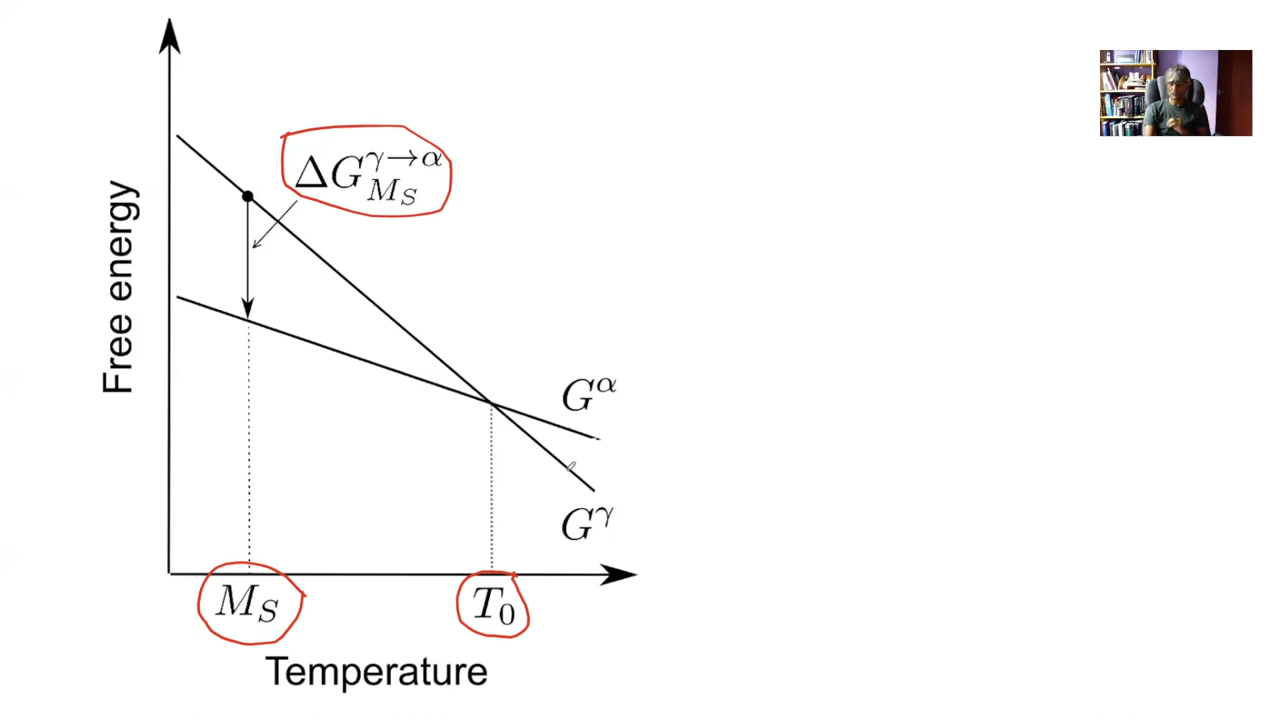 ΔG^{γ→α}_{M_S}
Free energy
G^α
G^γ
M_S
T_0
Temperature